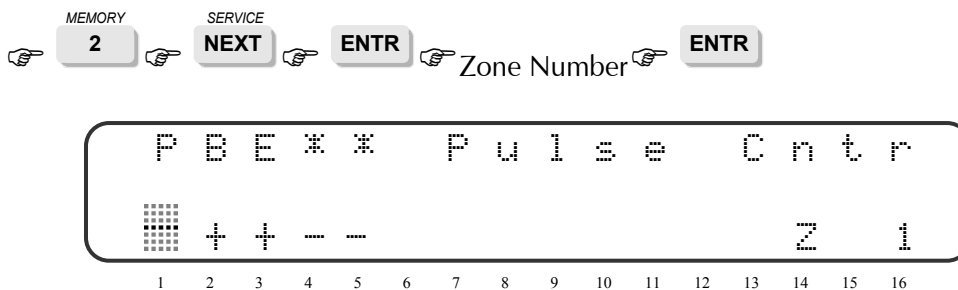 MEMORY SERVICE
☞ 2 ☞ NEXT ☞ ENTR ☞ Zone Number ☞ ENTR
PBE** Pulse Cntr
-++-- Z 1
1 2 3 4 5 6 7 8 9 10 11 12 13 14 15 16